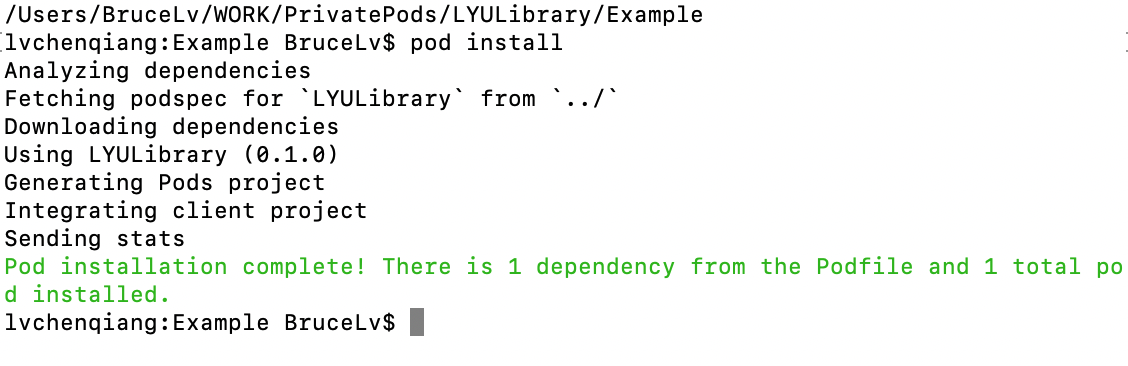 /Users/BruceLv/WORK/PrivatePods/LYULibrary/Example
[lvchenqiang:Example BruceLv$ pod install ]
Analyzing dependencies
Fetching podspec for `LYULibrary` from `../`
Downloading dependencies
Using LYULibrary (0.1.0)
Generating Pods project
Integrating client project
Sending stats
Pod installation complete! There is 1 dependency from the Podfile and 1 total po
d installed.
lvchenqiang:Example BruceLv$